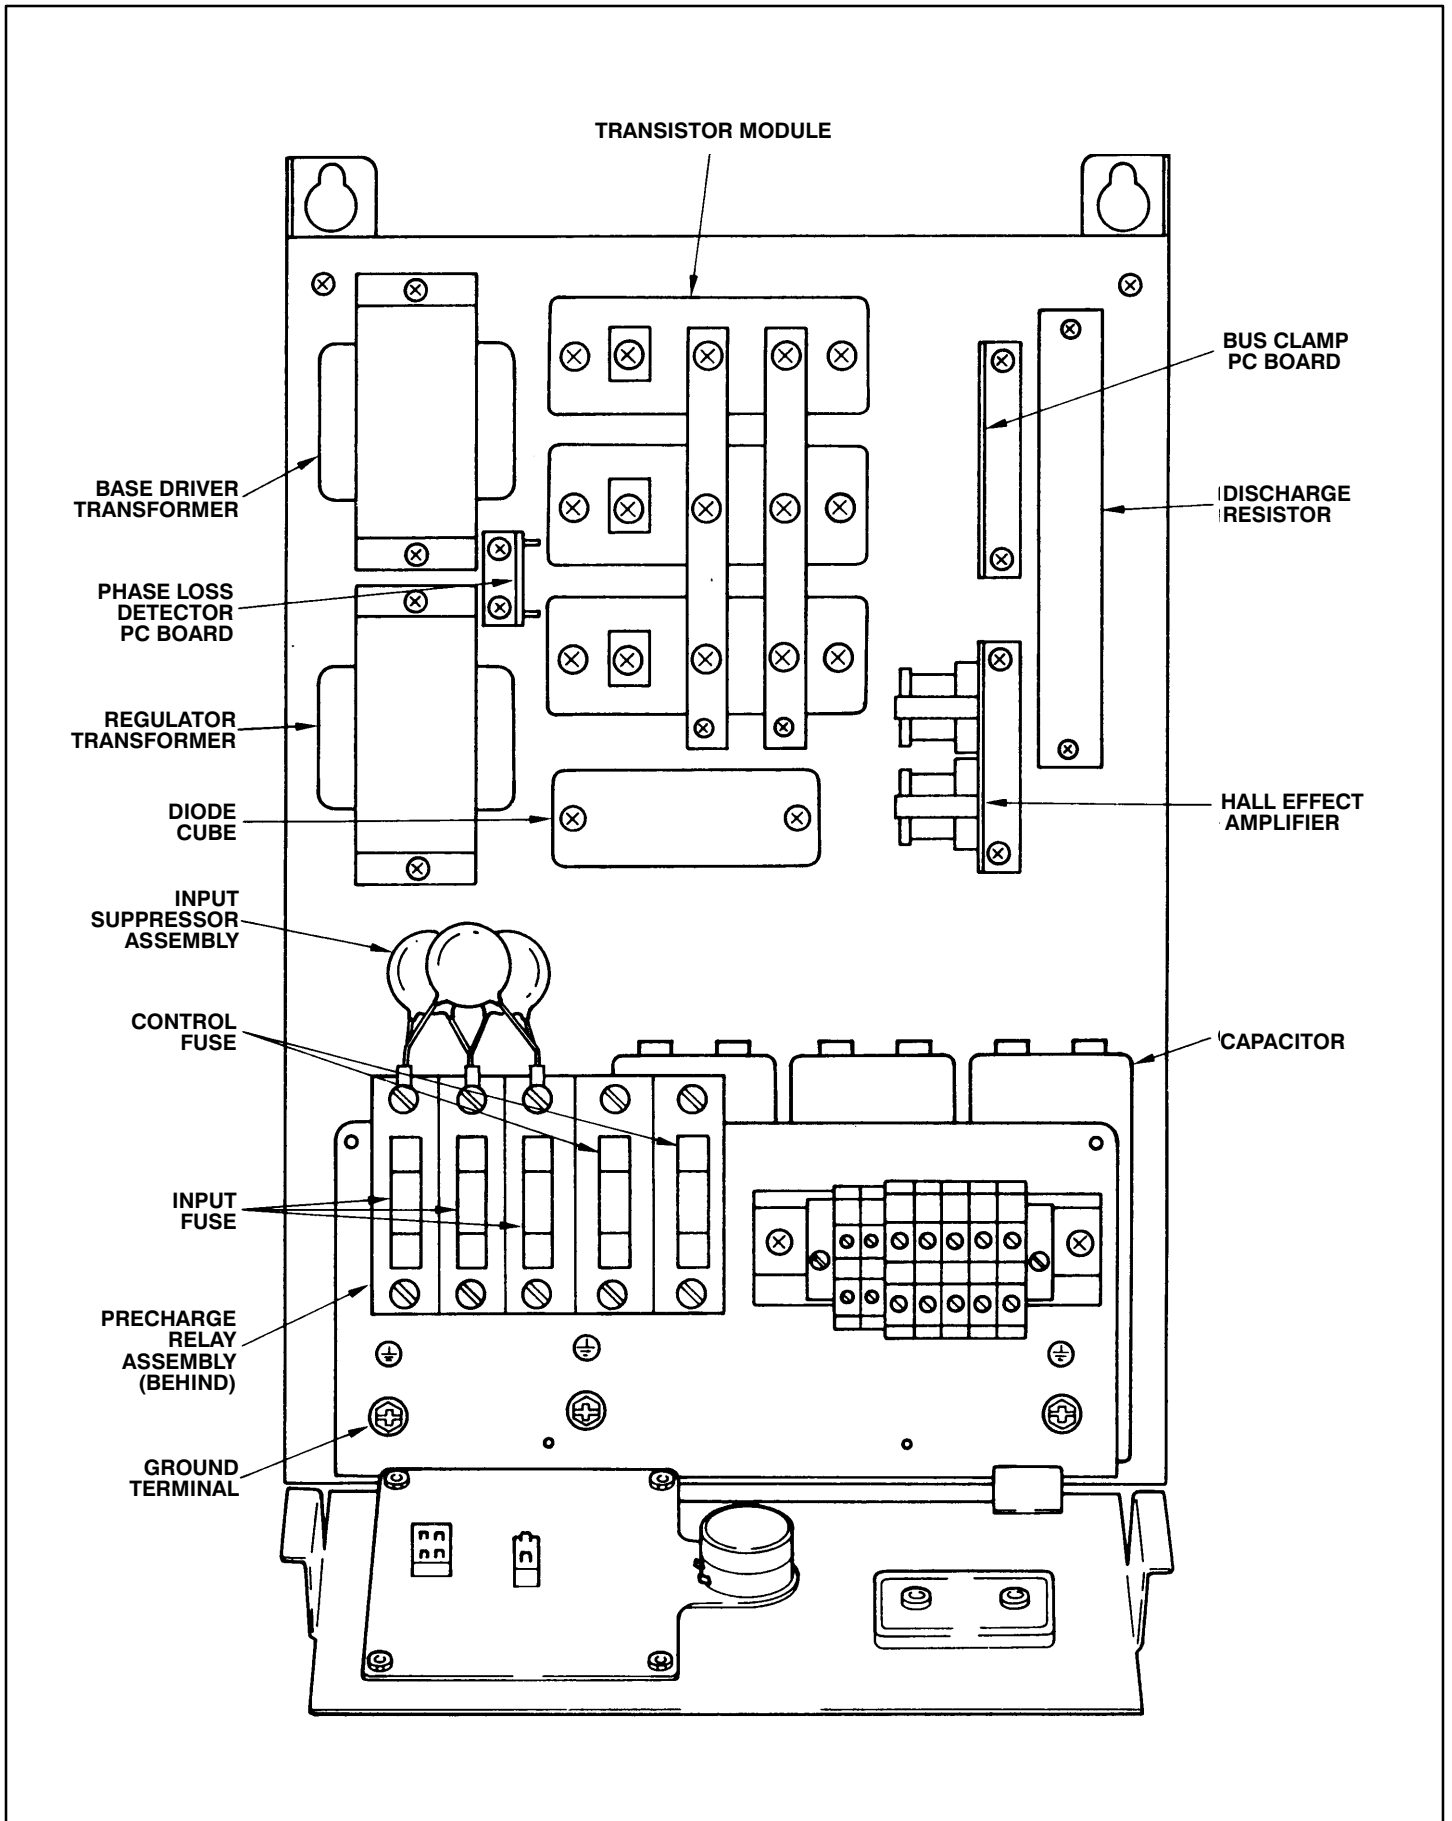 TRANSISTOR MODULE
BUS CLAMP
PC BOARD
BASE DRIVER
TRANSFORMER
DISCHARGE
RESISTOR
PHASE LOSS
DETECTOR
PC BOARD
REGULATOR
TRANSFORMER
DIODE
CUBE
HALL EFFECT
AMPLIFIER
INPUT
SUPPRESSOR
ASSEMBLY
CONTROL
FUSE
CAPACITOR
INPUT
FUSE
PRECHARGE
RELAY
ASSEMBLY
(BEHIND)
GROUND
TERMINAL